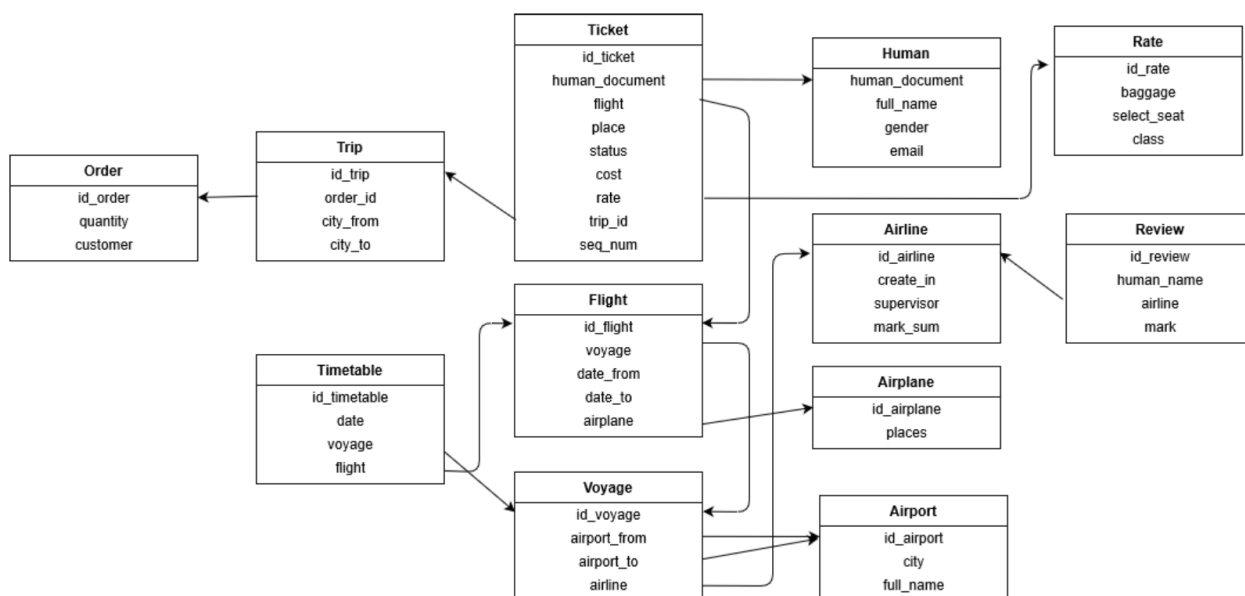 Order
id_order
quantity
customer
Trip
id_trip
order_id
city_from
city_to
Ticket
id_ticket
human_document
flight
place
status
cost
rate
trip_id
seq_num
Human
human_document
full_name
gender
email
Rate
id_rate
baggage
select_seat
class
Airline
id_airline
create_in
supervisor
mark_sum
Review
id_review
human_name
airline
mark
Flight
id_flight
voyage
date_from
date_to
airplane
Timetable
id_timetable
date
voyage
flight
Airplane
id_airplane
places
Voyage
id_voyage
airport_from
airport_to
airline
Airport
id_airport
city
full_name